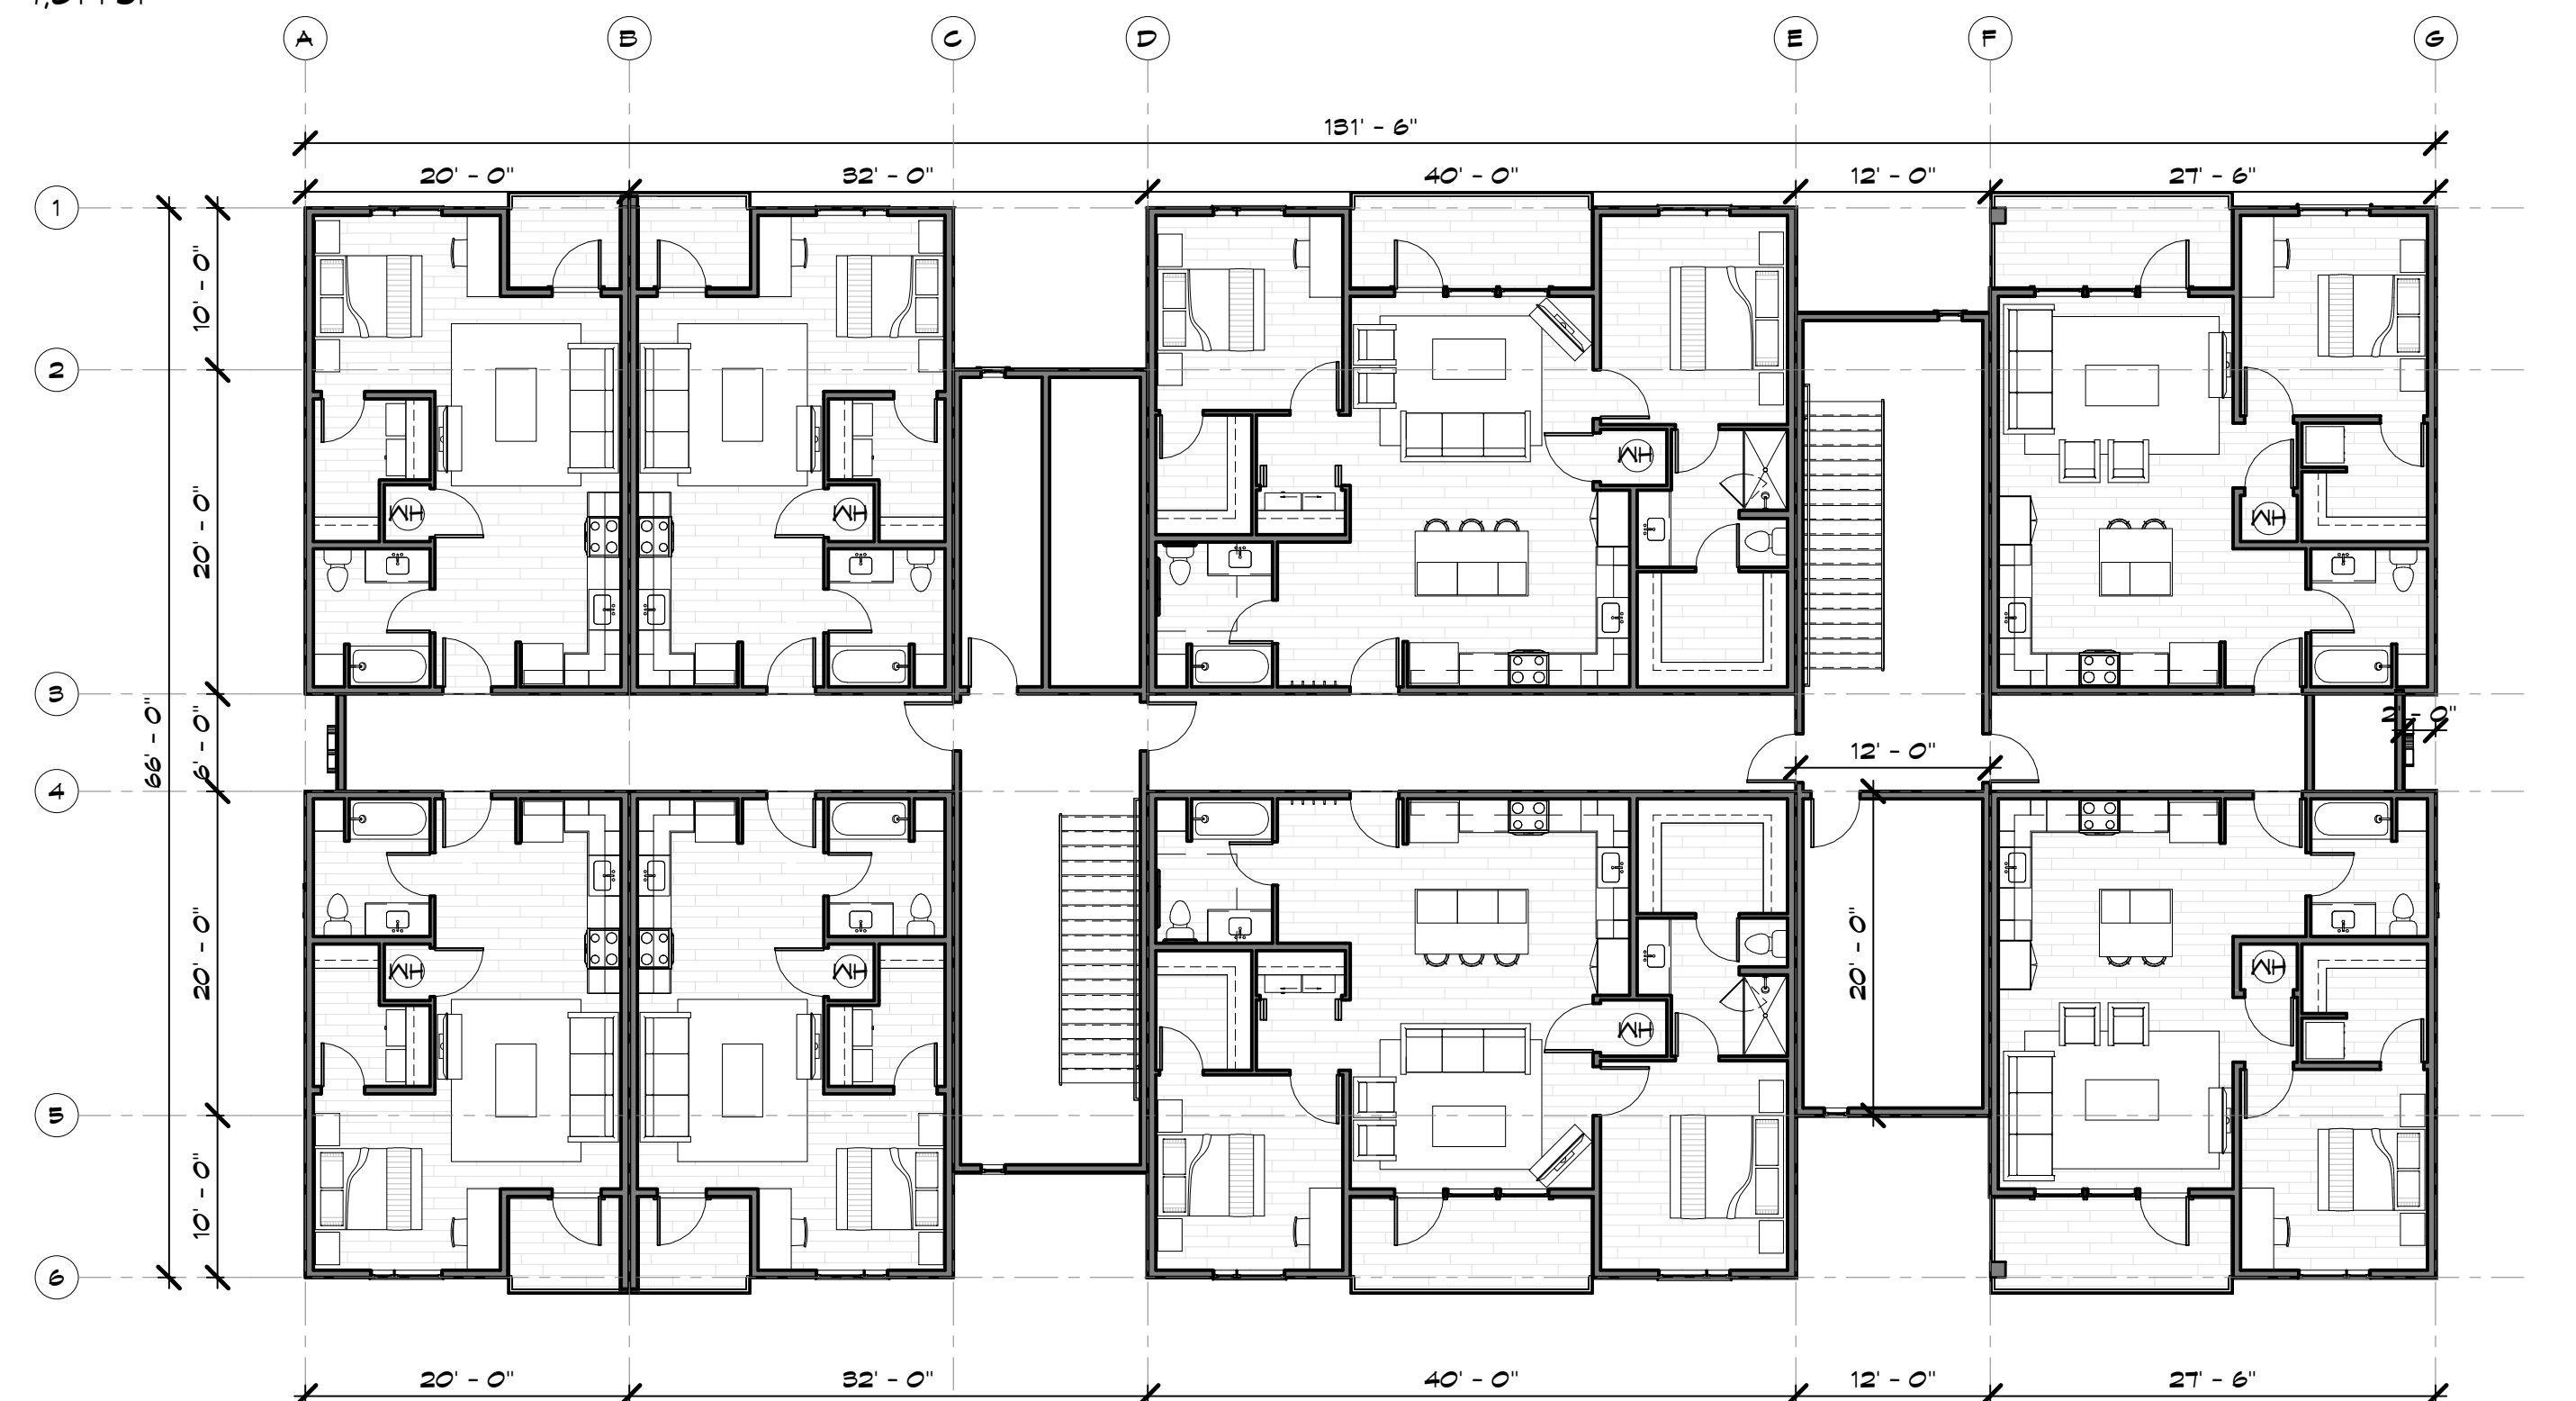 A B C D E F G
131' - 6"
20' - 0" 32' - 0" 40' - 0" 12' - 0" 27' - 6"
1
10' - 0"
2
20' - 0"
WH WH WH WH
3
66' - 0" 6' - 0" 2' - 0"
12' - 0"
4
20' - 0" 20' - 0"
WH WH WH WH
5
10' - 0"
6
20' - 0" 32' - 0" 40' - 0" 12' - 0" 27' - 6"